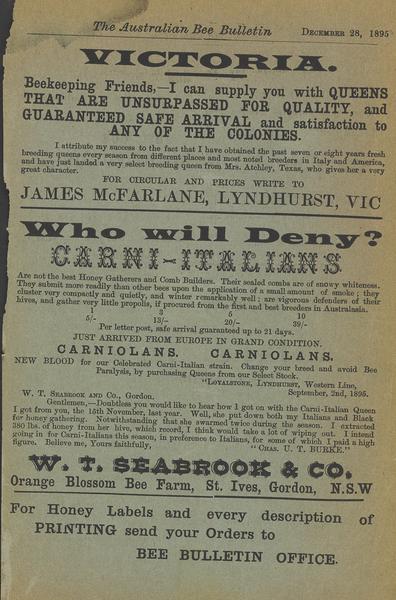 The Australian Bee Bulletin December 28, 1895
VICTORIA.
Beekeeping Friends,—I can supply you with QUEENS
THAT ARE UNSURPASSED FOR QUALITY, and
GUARANTEED SAFE ARRIVAL and satisfaction to
ANY OF THE COLONIES.
I attribute my success to the fact that I have obtained the past seven or eight years fresh
breeding queens every season from different places and most noted breeders in Italy and America,
and have just landed a very select breeding queen from Mrs. Atchley, Texas, who gives her a very
great character.
FOR CIRCULAR AND PRICES WRITE TO
JAMES McFARLANE, LYNDHURST, VIC
Who will Deny?
CARNI-ITALIANS
Are not the best Honey Gatherers and Comb Builders. Their sealed combs are of snowy whiteness.
They submit more readily than other bees upon the application of a small amount of smoke; they
cluster very compactly and quietly, and winter remarkably well; are vigorous defenders of their
hives, and gather very little propolis, if procured from the first and best breeders in Australasia.
1 3 5 10
5/- 13/- 20/- 39/-
Per letter post, safe arrival guaranteed up to 21 days.
JUST ARRIVED FROM EUROPE IN GRAND CONDITION.
CARNIOLANS. CARNIOLANS.
NEW BLOOD for our Celebrated Carni-Italian strain. Change your breed and avoid Bee
Paralysis, by purchasing Queens from our Select Stock.
"Loyalstone, Lyndhurst, Western Line,
W. T. Seabrook and Co., Gordon. September, 2nd, 1895.
Gentlemen,—Doubtless you would like to hear how I got on with the Carni-Italian Queen
I got from you, the 15th November, last year. Well, she put down both my Italians and Black
for honey gathering. Notwithstanding that she swarmed twice during the season. I extracted
380 lbs. of honey from her hive, which record, I think would take a lot of wiping out. I intend
going in for Carni-Italians this season, in preference to Italians, for some of which I paid a high
figure. Believe me, Yours faithfully, "Chas. U. T. Burke."
W. T. SEABROOK & CO.
Orange Blossom Bee Farm, St. Ives, Gordon, N.S.W
For Honey Labels and every description of
PRINTING send your Orders to
BEE BULLETIN OFFICE.